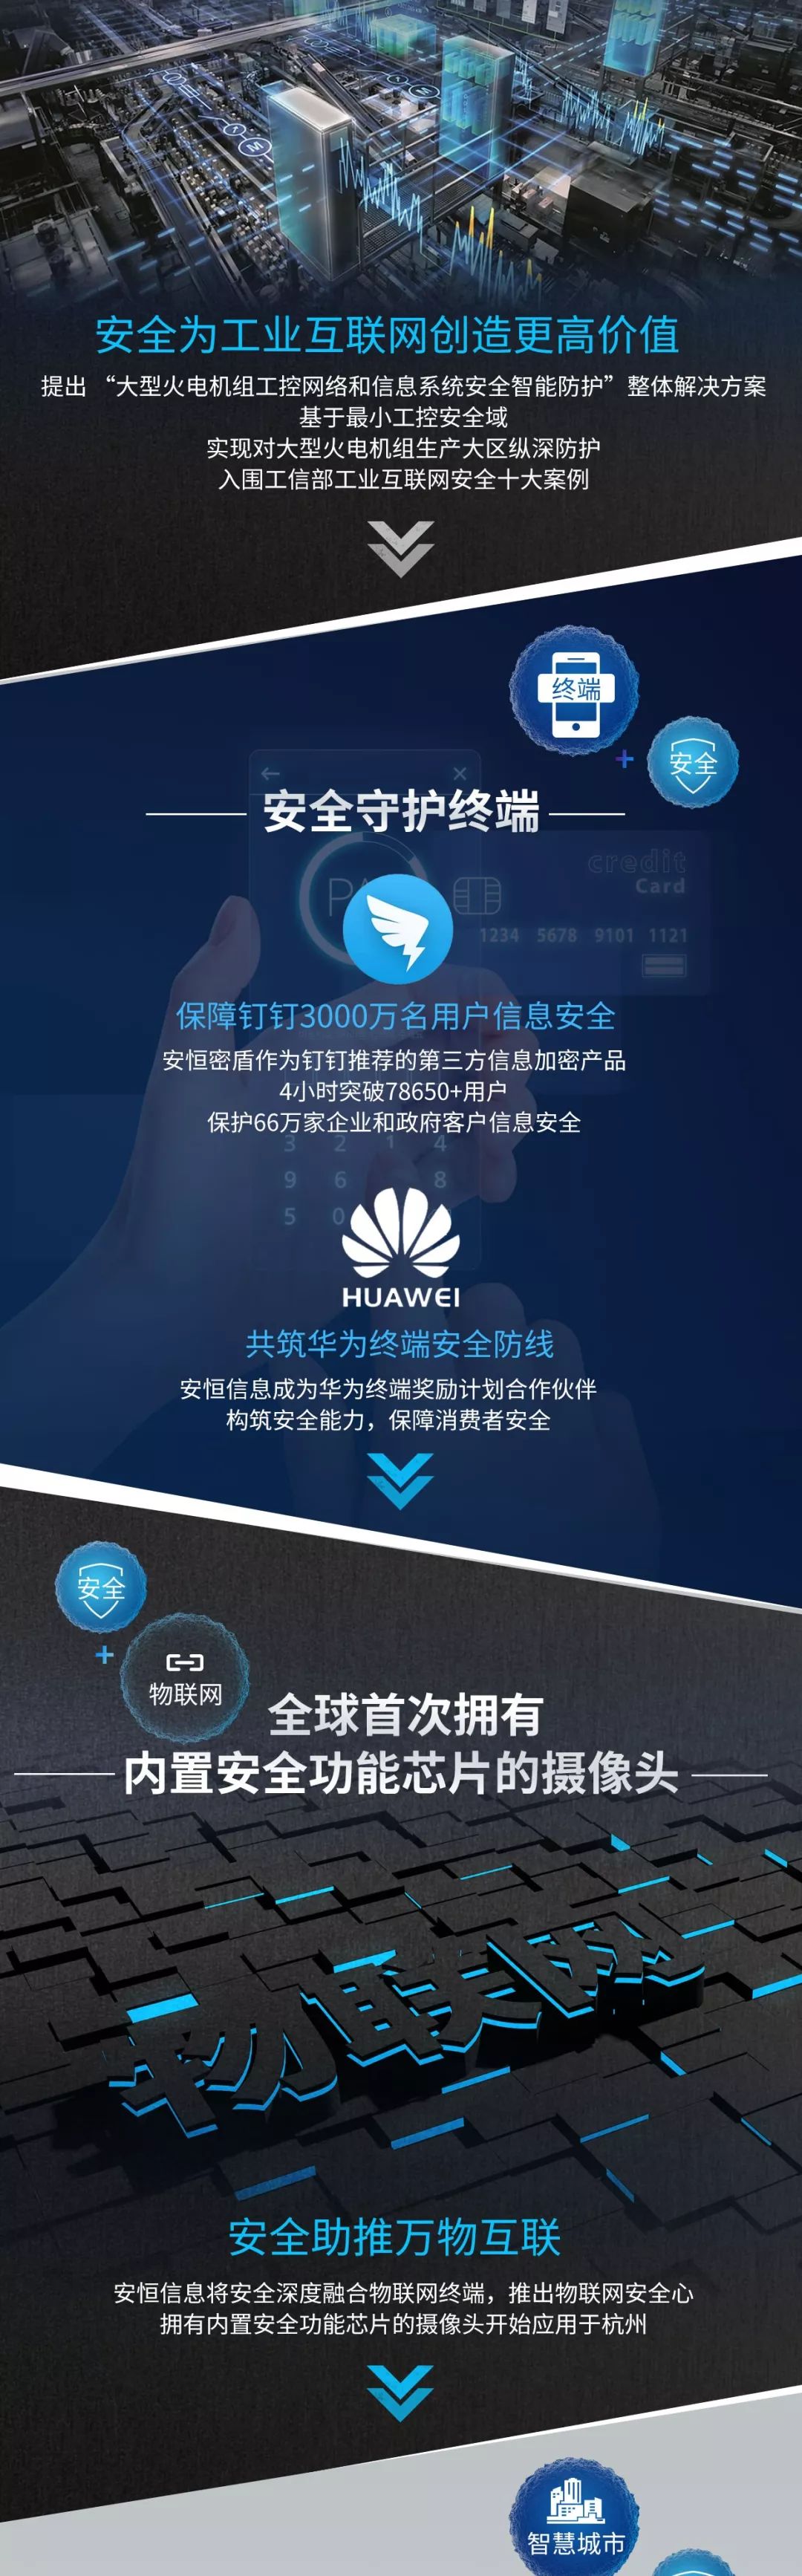 安全为工业互联网创造更高价值
提出 “大型火电机组工控网络和信息系统安全智能防护” 整体解决方案
基于最小工控安全域
实现对大型火电机组生产大区纵深防护
入围工信部工业互联网安全十大案例
终端
+
安全
安全守护终端
credit
Card
1234 5678 9101 1121
保障钉钉3000万名用户信息安全
安恒密盾作为钉钉推荐的第三方信息加密产品
4小时突破78650+用户
保护66万家企业和政府客户信息安全
3 2 1 4
9 6 8
5 0
HUAWEI
共筑华为终端安全防线
安恒信息成为华为终端奖励计划合作伙伴
构筑安全能力，保障消费者安全
安全
+
物联网
全球首次拥有
内置安全功能芯片的摄像头
物联网
安全助推万物互联
安恒信息将安全深度融合物联网终端，推出物联网安全心
拥有内置安全功能芯片的摄像头开始应用于杭州
智慧城市